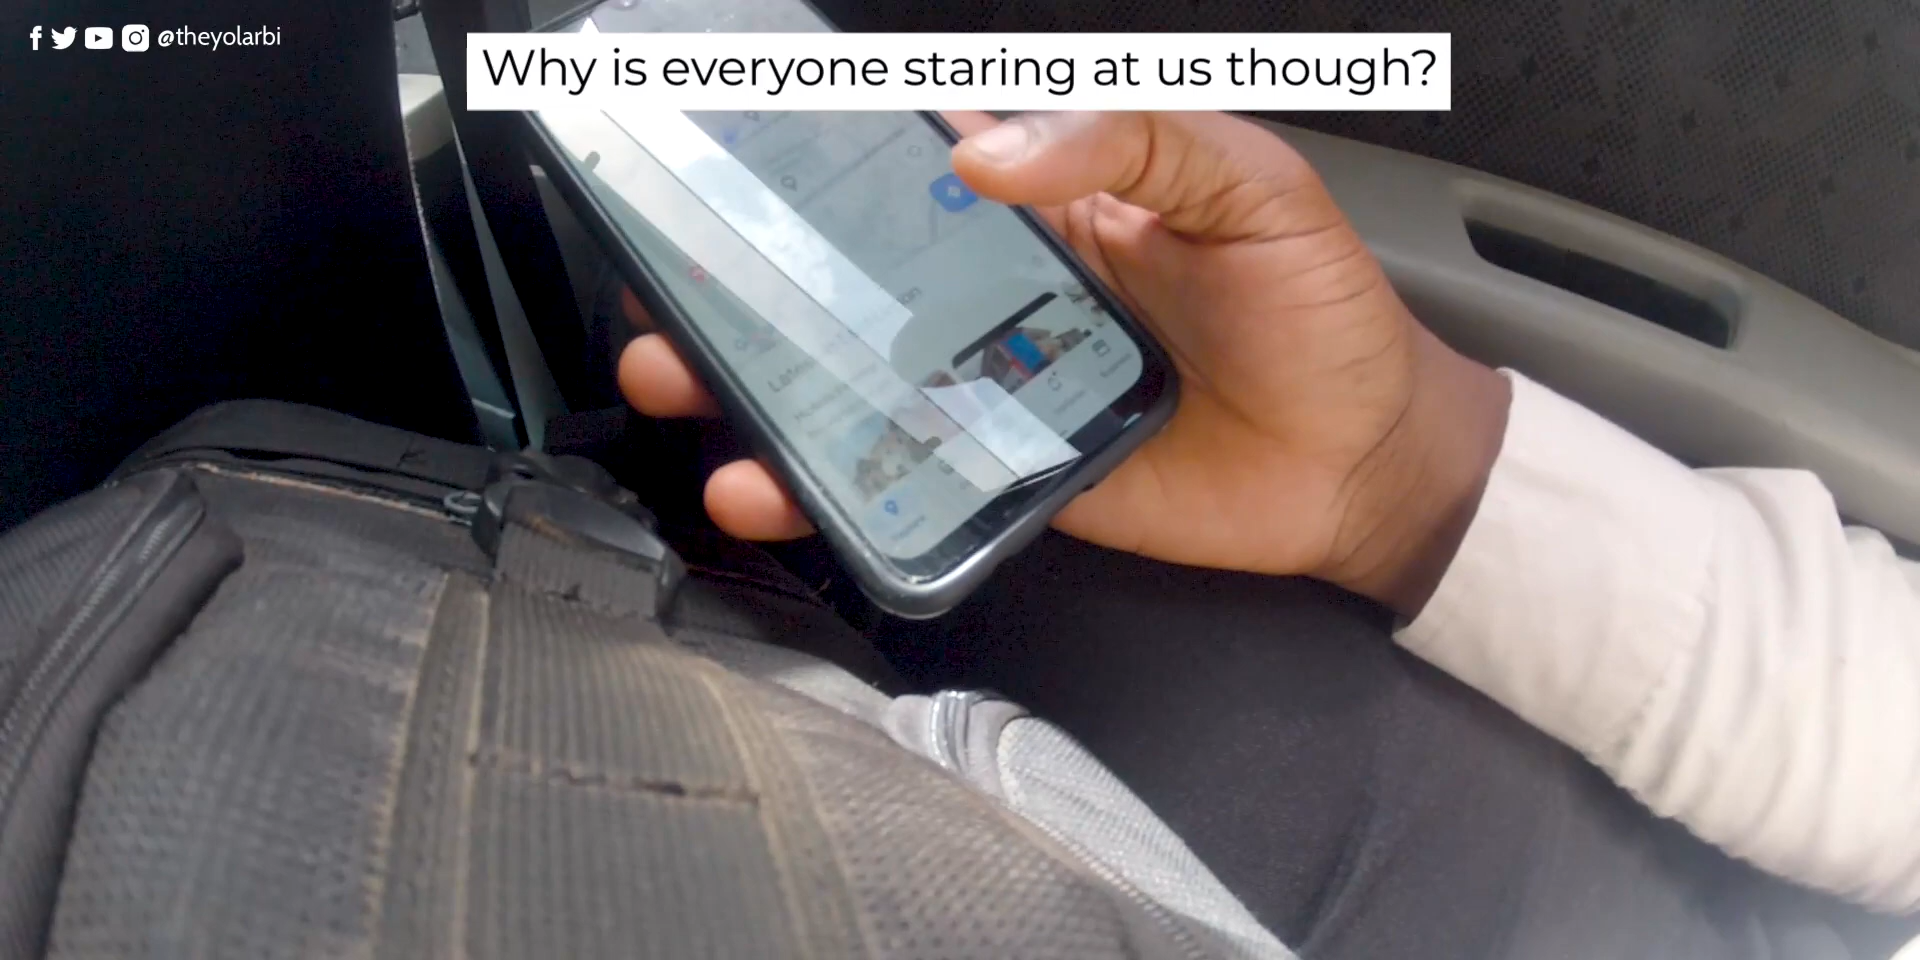 @theyolarbi
Why is everyone staring at us though?